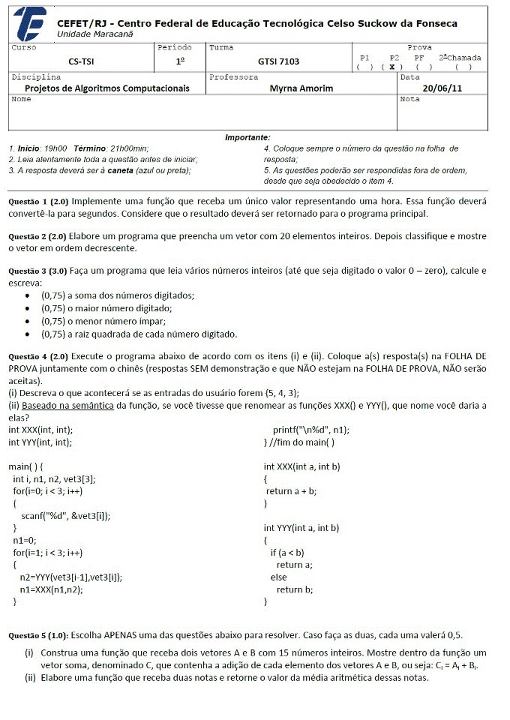 CEFET/RJ - Centro Federal de Educação Tecnológica Celso Suckow da Fonseca
Unidade Maracanã
Curso Período Turma Prova
CS-TSI 1º GTSI 7103 P1 P2 PF 2ªChamada
( ) ( X ) ( ) ( )
Disciplina Professora Data
Projetos de Algoritmos Computacionais Myrna Amorim 20/06/11
Nome Nota
Importante:
1. Início: 19h00 Término: 21h00min;
2. Leia atentamente toda a questão antes de iniciar;
3. A resposta deverá ser à caneta (azul ou preta);
4. Coloque sempre o número da questão na folha de
resposta;
5. As questões poderão ser respondidas fora de ordem,
desde que seja obedecido o item 4.
Questão 1 (2.0) Implemente uma função que receba um único valor representando uma hora. Essa função deverá
convertê-la para segundos. Considere que o resultado deverá ser retornado para o programa principal.
Questão 2 (2.0) Elabore um programa que preencha um vetor com 20 elementos inteiros. Depois classifique e mostre
o vetor em ordem decrescente.
Questão 3 (3.0) Faça um programa que leia vários números inteiros (até que seja digitado o valor 0 – zero), calcule e
escreva:
• (0,75) a soma dos números digitados;
• (0,75) o maior número digitado;
• (0,75) o menor número ímpar;
• (0,75) a raiz quadrada de cada número digitado.
Questão 4 (2.0) Execute o programa abaixo de acordo com os itens (i) e (ii). Coloque a(s) resposta(s) na FOLHA DE
PROVA juntamente com o chinês (respostas SEM demonstração e que NÃO estejam na FOLHA DE PROVA, NÃO serão
aceitas).
(i) Descreva o que acontecerá se as entradas do usuário forem {5, 4, 3};
(ii) Baseado na semântica da função, se você tivesse que renomear as funções XXX() e YYY(), que nome você daria a
elas?
int XXX(int, int);
int YYY(int, int);
main( ) {
int i, n1, n2, vet3[3];
for(i=0; i < 3; i++)
{
scanf("%d", &vet3[i]);
}
n1=0;
for(i=1; i < 3; i++)
{
n2=YYY(vet3[i-1],vet3[i]);
n1=XXX(n1,n2);
}
printf("\n%d", n1);
} //fim do main( )
int XXX(int a, int b)
{
return a + b;
}
int YYY(int a, int b)
{
if (a < b)
return a;
else
return b;
}
Questão 5 (1.0): Escolha APENAS uma das questões abaixo para resolver. Caso faça as duas, cada uma valerá 0,5.
(i) Construa uma função que receba dois vetores A e B com 15 números inteiros. Mostre dentro da função um
vetor soma, denominado C, que contenha a adição de cada elemento dos vetores A e B, ou seja: Cᵢ = Aᵢ + Bᵢ.
(ii) Elabore uma função que receba duas notas e retorne o valor da média aritmética dessas notas.